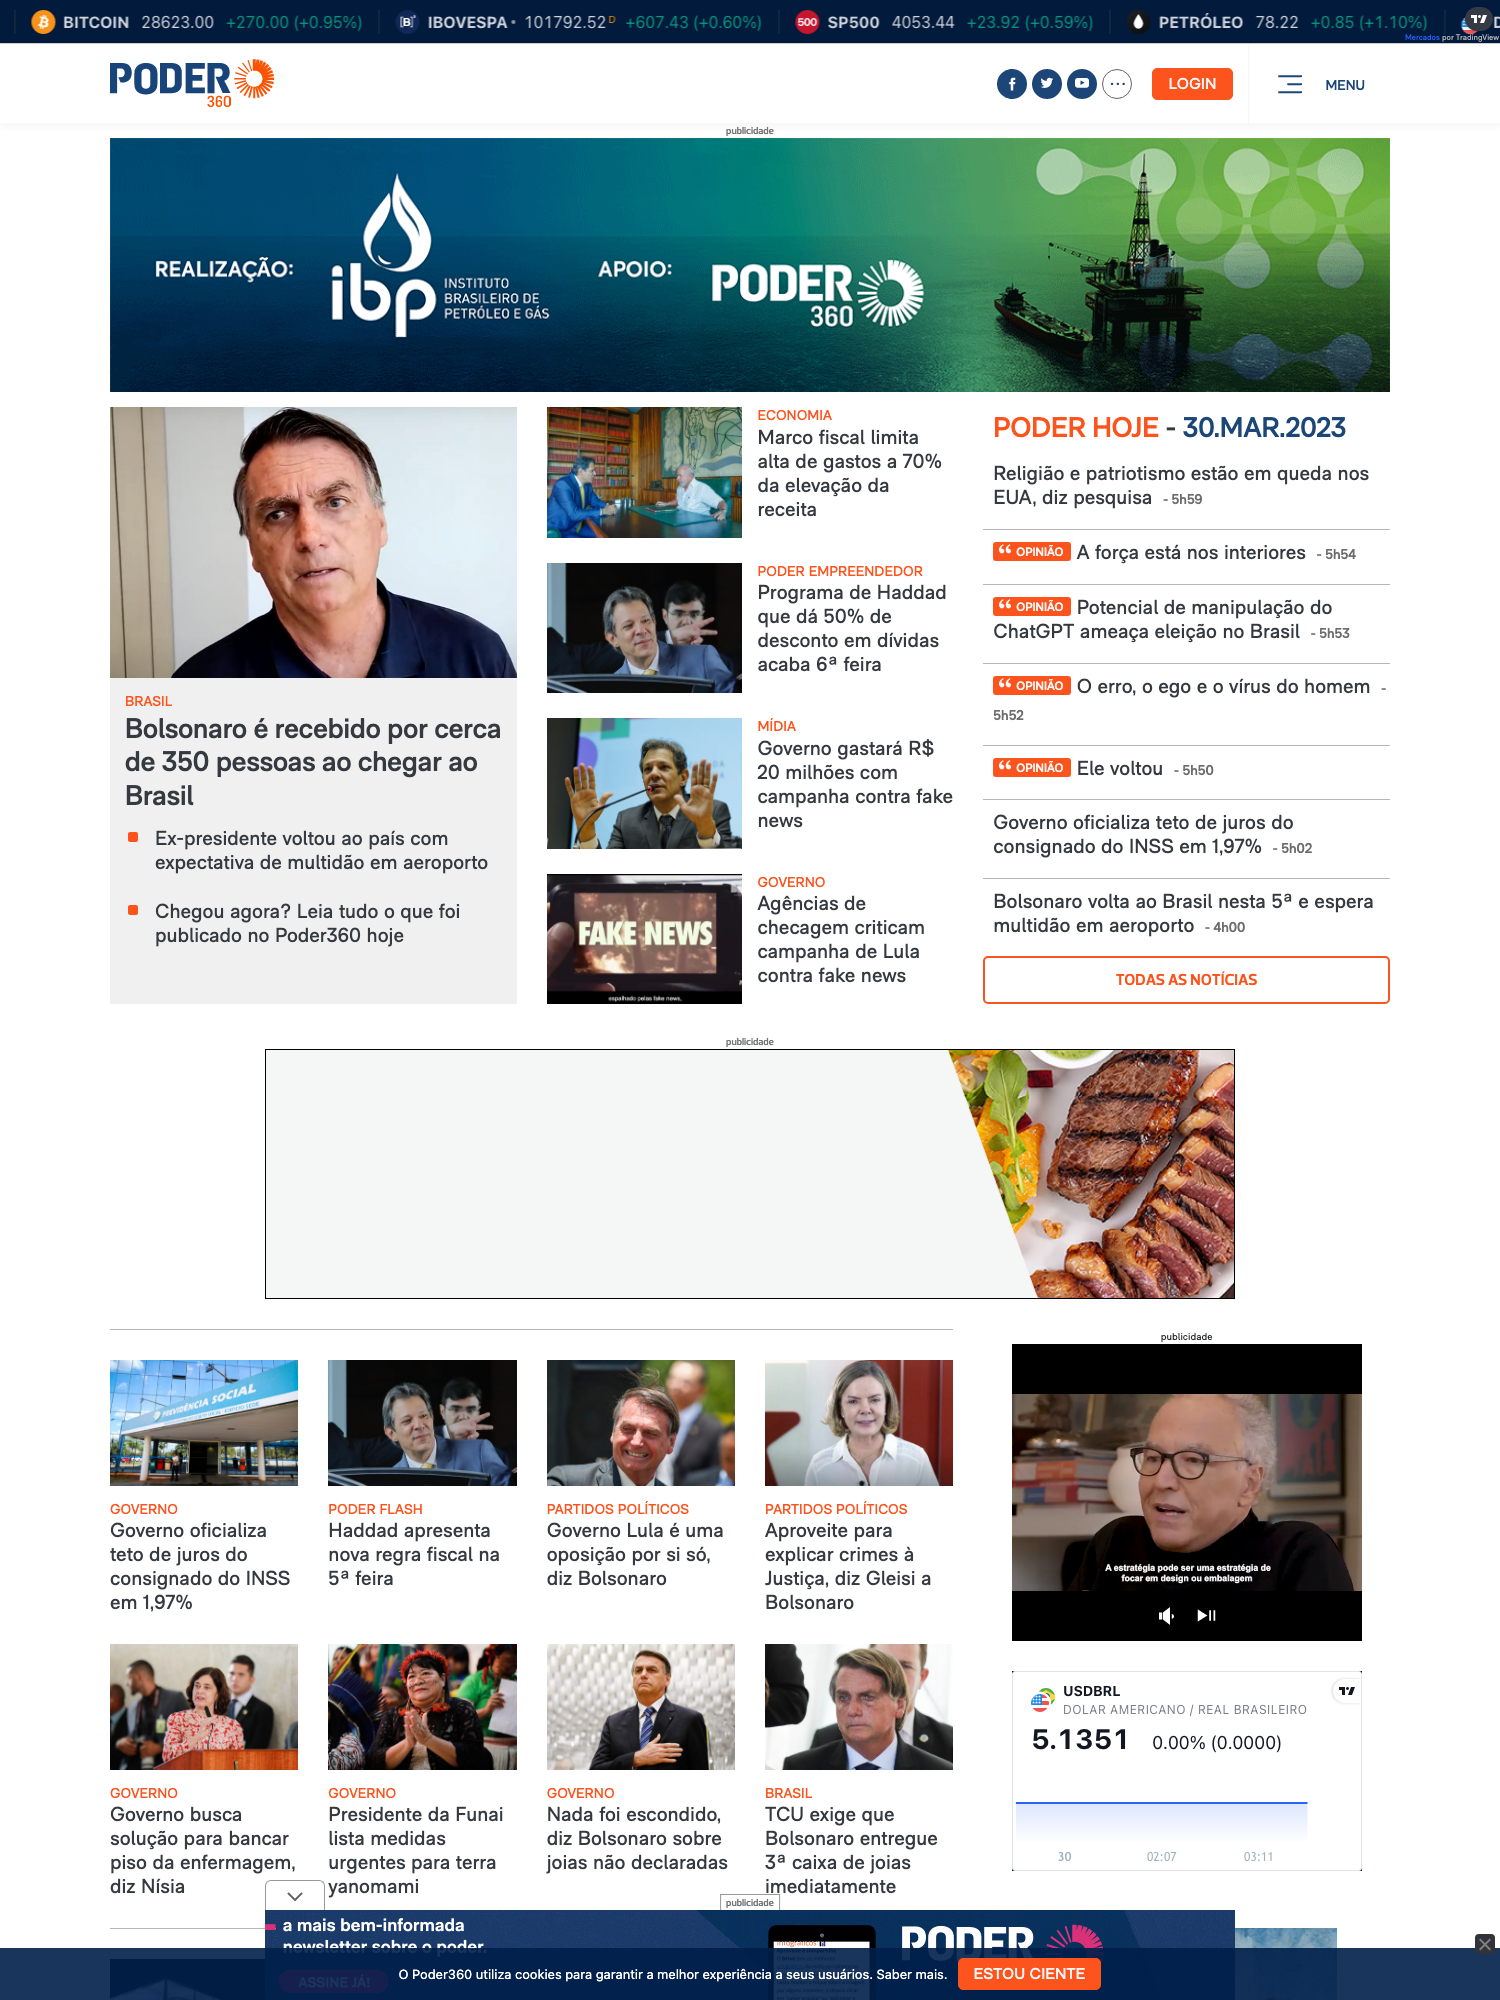 BITCOIN 28623.00 +270.00 (+0.95%) IBOVESPA 101792.52 D +607.43 (+0.60%) 500 SP500 4053.44 +23.92 (+0.59%) PETRÓLEO 78.22 +0.85 (+1.10%)
Mercados por TradingView
PODER
360
LOGIN
MENU
publicidade
REALIZAÇÃO:
ibp
INSTITUTO
BRASILEIRO DE
PETRÓLEO E GÁS
APOIO:
PODER
360
BRASIL
Bolsonaro é recebido por cerca
de 350 pessoas ao chegar ao
Brasil
Ex-presidente voltou ao país com
expectativa de multidão em aeroporto
Chegou agora? Leia tudo o que foi
publicado no Poder360 hoje
ECONOMIA
Marco fiscal limita
alta de gastos a 70%
da elevação da
receita
PODER EMPREENDEDOR
Programa de Haddad
que dá 50% de
desconto em dívidas
acaba 6ª feira
MÍDIA
Governo gastará R$
20 milhões com
campanha contra fake
news
FAKE NEWS
espalhado pelas fake news,
GOVERNO
Agências de
checagem criticam
campanha de Lula
contra fake news
PODER HOJE - 30.MAR.2023
Religião e patriotismo estão em queda nos
EUA, diz pesquisa - 5h59
OPINIÃO A força está nos interiores - 5h54
OPINIÃO Potencial de manipulação do
ChatGPT ameaça eleição no Brasil - 5h53
OPINIÃO O erro, o ego e o vírus do homem -
5h52
OPINIÃO Ele voltou - 5h50
Governo oficializa teto de juros do
consignado do INSS em 1,97% - 5h02
Bolsonaro volta ao Brasil nesta 5ª e espera
multidão em aeroporto - 4h00
TODAS AS NOTÍCIAS
publicidade
PREVIDÊNCIA SOCIAL
GOVERNO
Governo oficializa
teto de juros do
consignado do INSS
em 1,97%
PODER FLASH
Haddad apresenta
nova regra fiscal na
5ª feira
PARTIDOS POLÍTICOS
Governo Lula é uma
oposição por si só,
diz Bolsonaro
PARTIDOS POLÍTICOS
Aproveite para
explicar crimes à
Justiça, diz Gleisi a
Bolsonaro
GOVERNO
Governo busca
solução para bancar
piso da enfermagem,
diz Nísia
GOVERNO
Presidente da Funai
lista medidas
urgentes para terra
yanomami
GOVERNO
Nada foi escondido,
diz Bolsonaro sobre
joias não declaradas
BRASIL
TCU exige que
Bolsonaro entregue
3ª caixa de joias
imediatamente
publicidade
A estratégia pode ser uma estratégia de
focar em design ou embalagem
USDBRL
DOLAR AMERICANO / REAL BRASILEIRO
5.1351 0.00% (0.0000)
30 02:07 03:11
publicidade
a mais bem-informada
newsletter sobre o poder.
ASSINE JÁ!
infográficos
PODER
O Poder360 utiliza cookies para garantir a melhor experiência a seus usuários. Saber mais.
ESTOU CIENTE